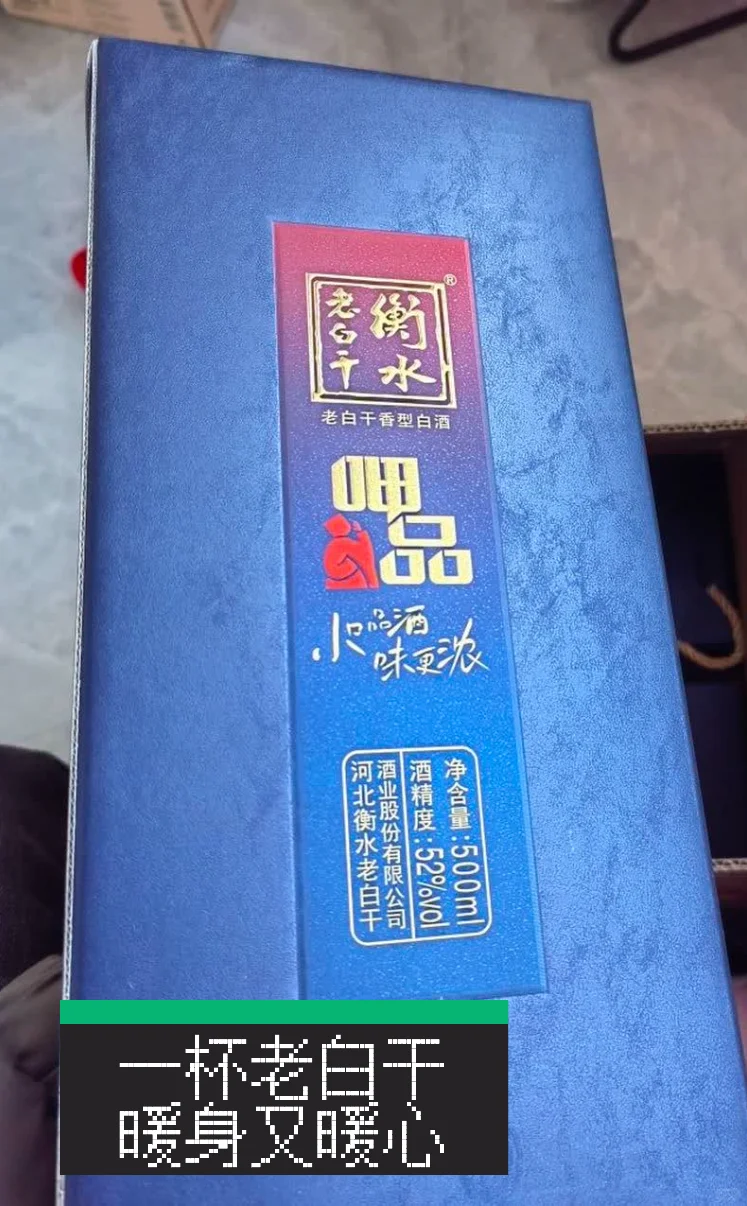 衡水
老白干
®
老白干香型白酒
呷品
小口品酒
味更浓
净含量:500ml
酒精度:52%vol
河北衡水老白干
酒业股份有限公司
一杯老白干
暖身又暖心